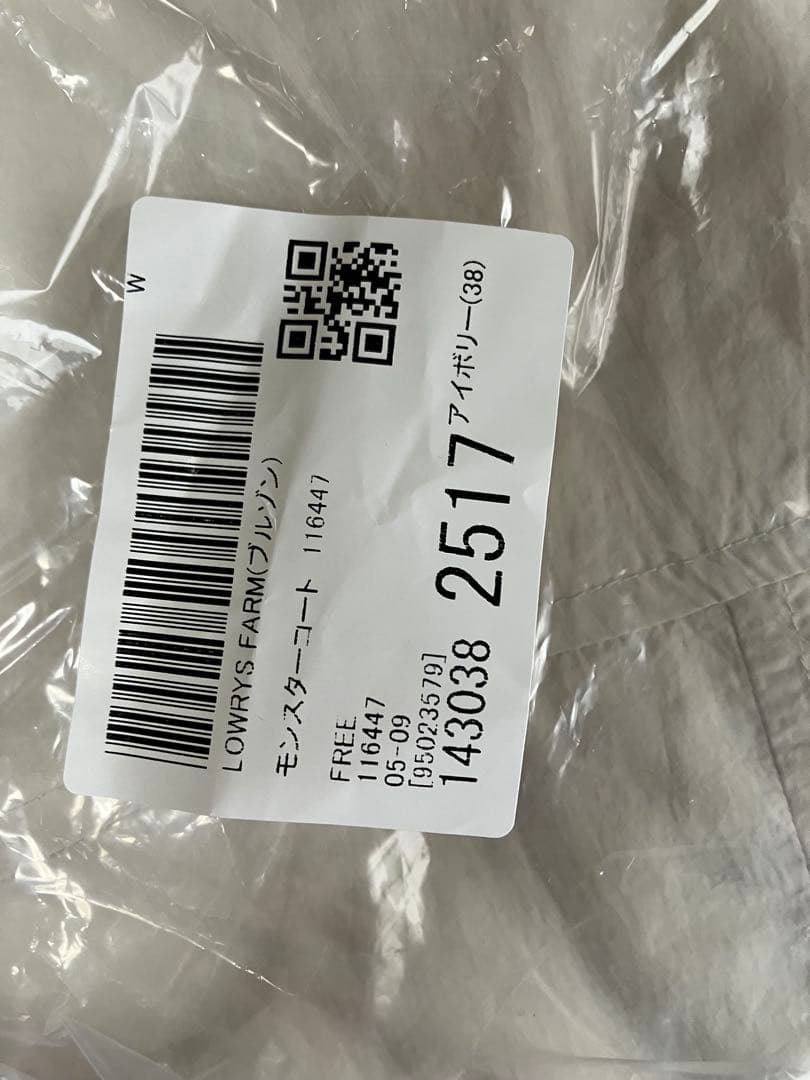 W
LOWRYS FARM(ブルゾン)
モンスターコート 116447
FREE
116447
05-09
[95023579]
143038 2517 アイボリー(38)